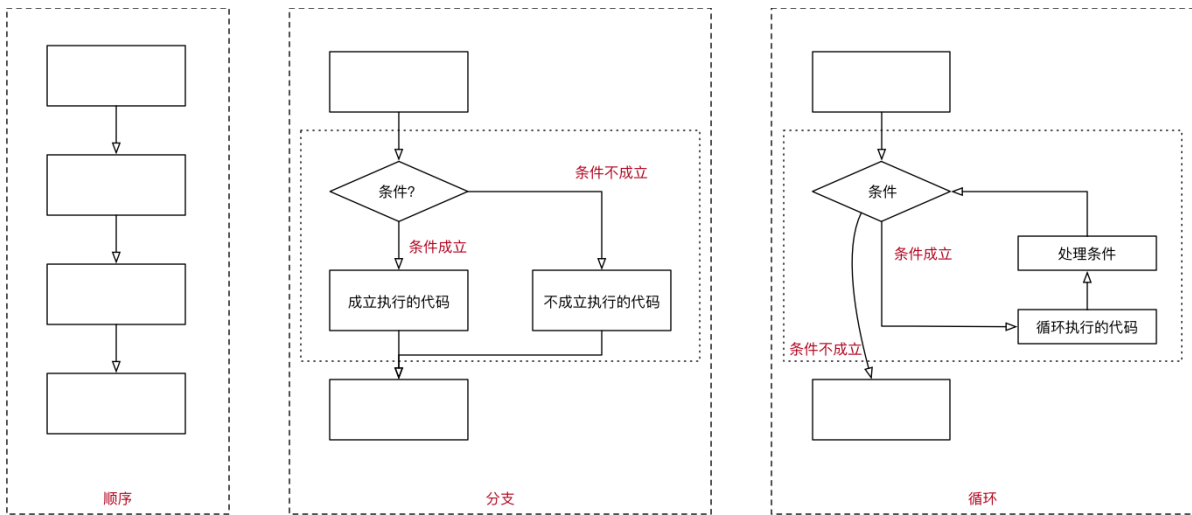 顺序
条件?
条件不成立
条件成立
成立执行的代码
不成立执行的代码
分支
条件
条件成立
处理条件
循环执行的代码
条件不成立
循环